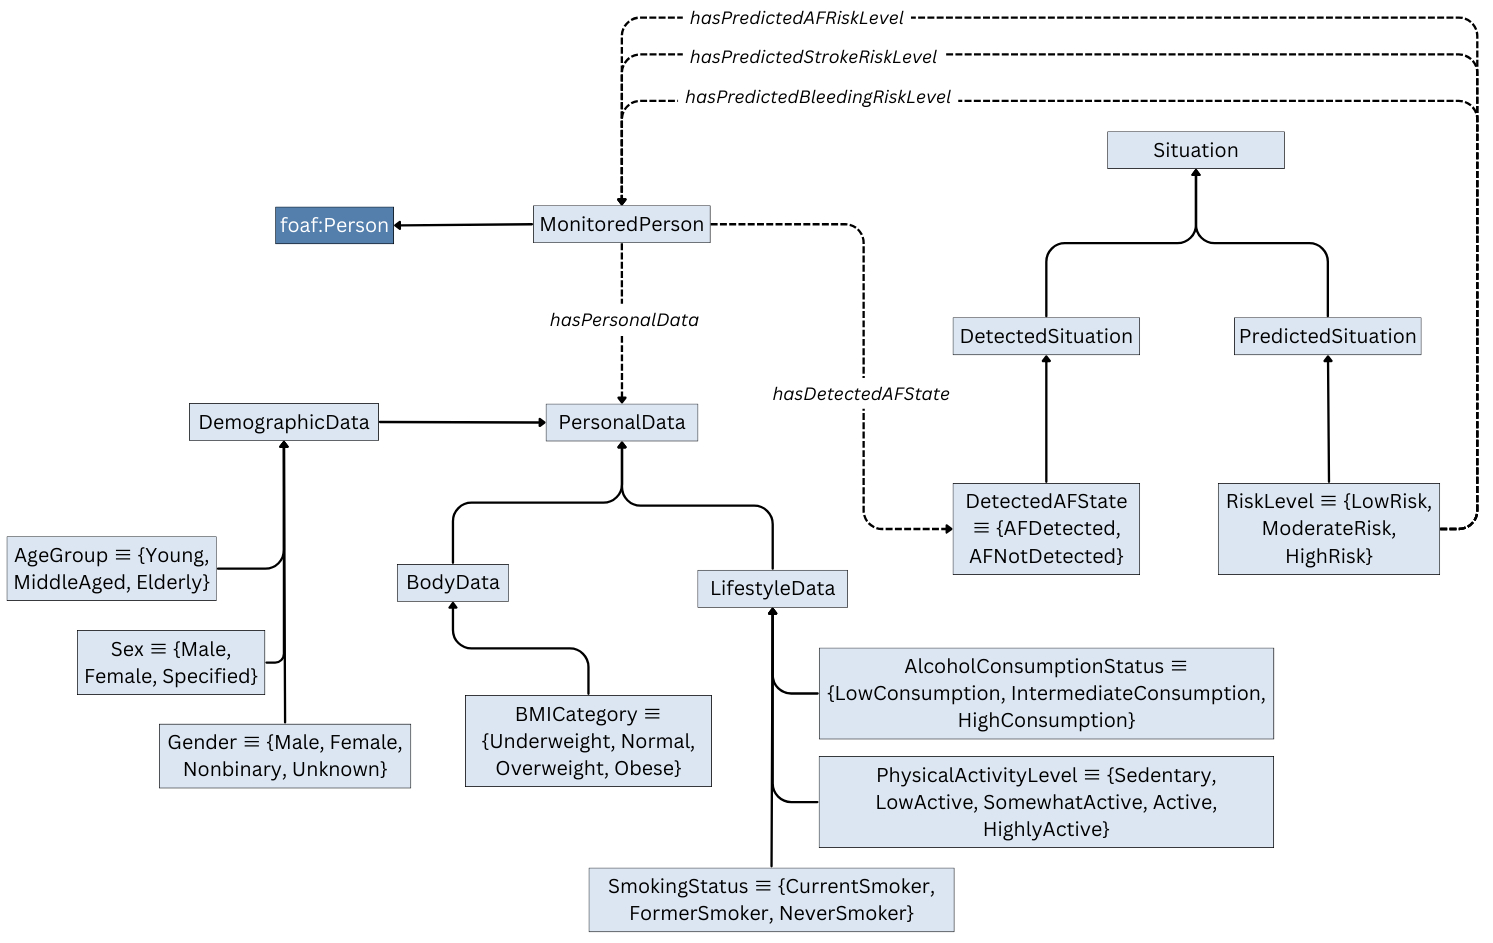 hasPredictedAFRiskLevel
hasPredictedStrokeRiskLevel
hasPredictedBleedingRiskLevel
Situation
foaf:Person
MonitoredPerson
hasPersonalData
DetectedSituation
PredictedSituation
hasDetectedAFState
DemographicData
PersonalData
DetectedAFState
≡ {AFDetected,
AFNotDetected}
RiskLevel ≡ {LowRisk,
ModerateRisk,
HighRisk}
AgeGroup ≡ {Young,
MiddleAged, Elderly}
BodyData
LifestyleData
Sex ≡ {Male,
Female, Specified}
AlcoholConsumptionStatus ≡
{LowConsumption, IntermediateConsumption,
HighConsumption}
Gender ≡ {Male, Female,
Nonbinary, Unknown}
BMICategory ≡
{Underweight, Normal,
Overweight, Obese}
PhysicalActivityLevel ≡ {Sedentary,
LowActive, SomewhatActive, Active,
HighlyActive}
SmokingStatus ≡ {CurrentSmoker,
FormerSmoker, NeverSmoker}